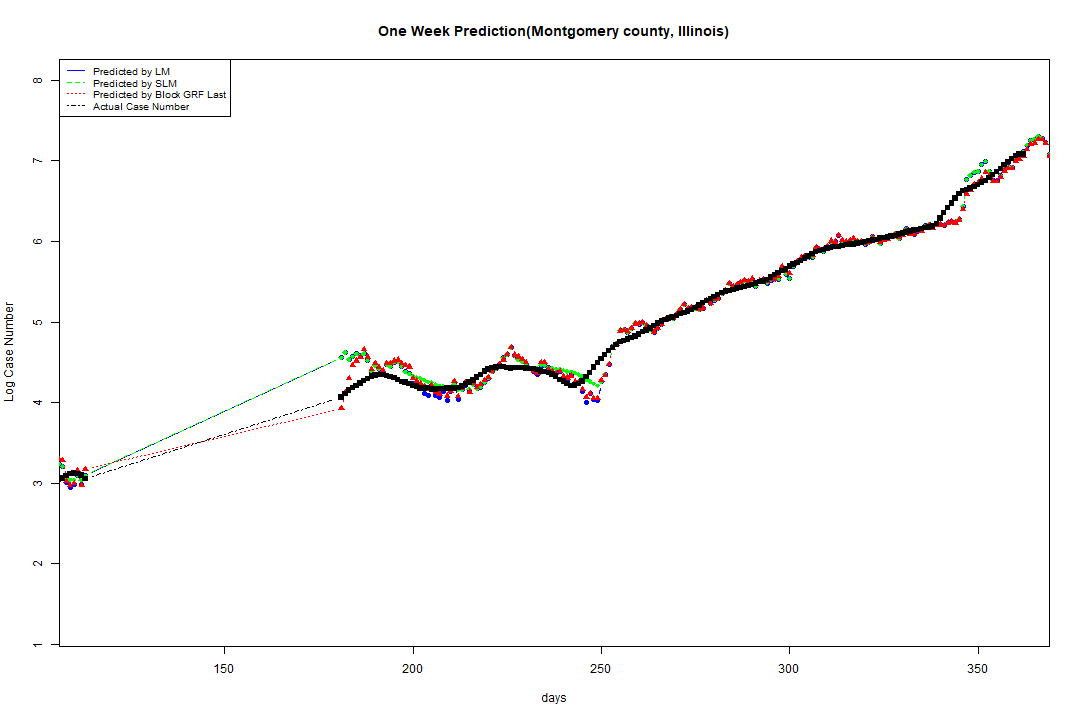 One Week Prediction(Montgomery county, Illinois)
Predicted by LM
Predicted by SLM
Predicted by Block GRF Last
Actual Case Number
8
7
6
5
4
3
2
1
Log Case Number
150 200 250 300 350
days